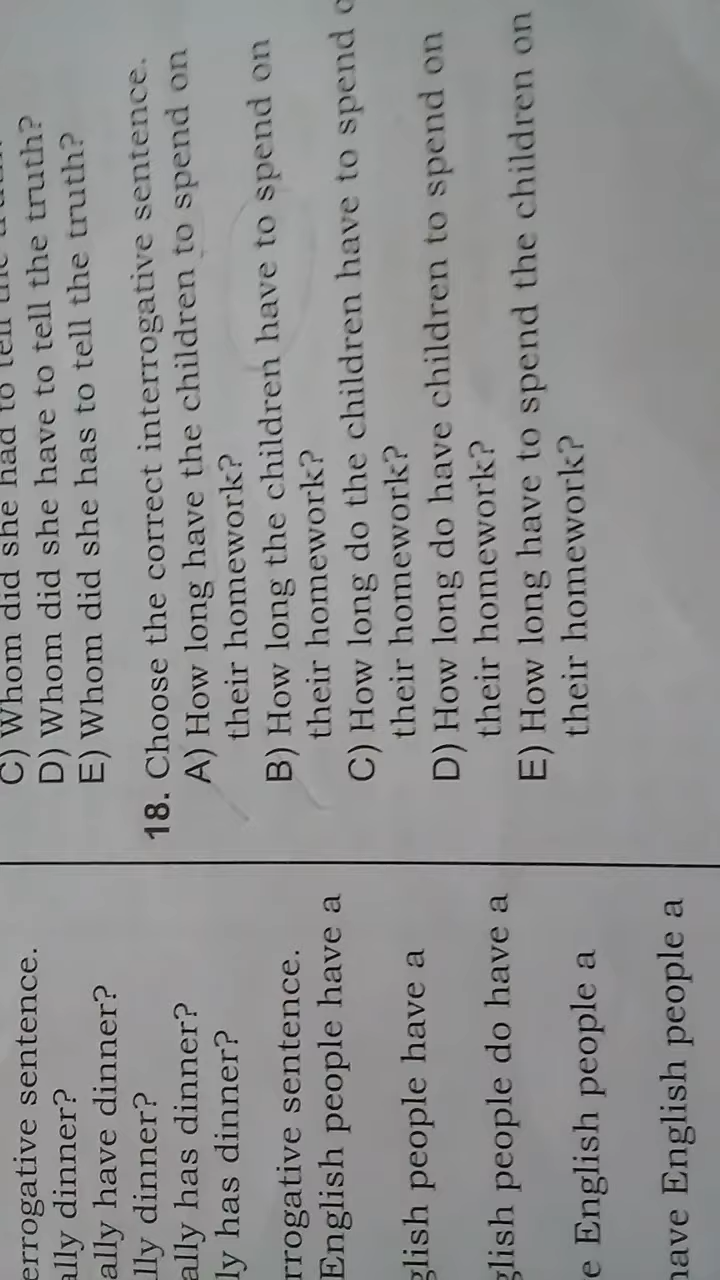 errogative sentence.
ally dinner?
ally have dinner?
lly dinner?
ally has dinner?
ly has dinner?
rrogative sentence.
English people have a
glish people have a
glish people do have a
e English people a
have English people a
C) Whom did she had to tell the
D) Whom did she have to tell the truth?
E) Whom did she has to tell the truth?
18. Choose the correct interrogative sentence.
A) How long have the children to spend on
their homework?
B) How long the children have to spend on
their homework?
C) How long do the children have to spend o
their homework?
D) How long do have children to spend on
their homework?
E) How long have to spend the children on
their homework?